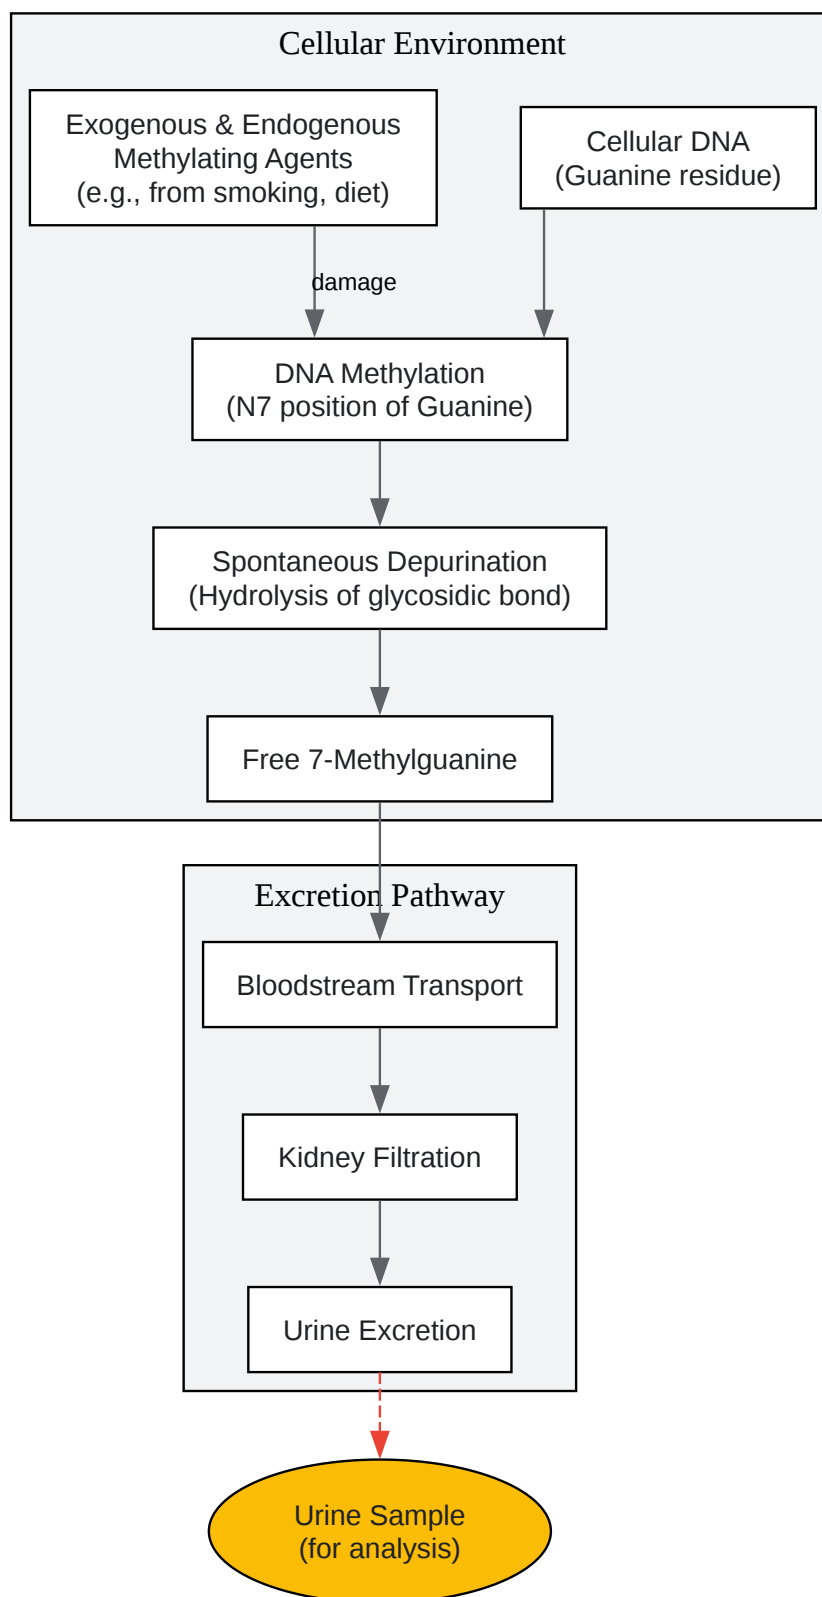 Cellular Environment
Exogenous & Endogenous
Methylating Agents
(e.g., from smoking, diet)
Cellular DNA
(Guanine residue)
damage
DNA Methylation
(N7 position of Guanine)
Spontaneous Depurination
(Hydrolysis of glycosidic bond)
Free 7-Methylguanine
Excretion Pathway
Bloodstream Transport
Kidney Filtration
Urine Excretion
Urine Sample
(for analysis)